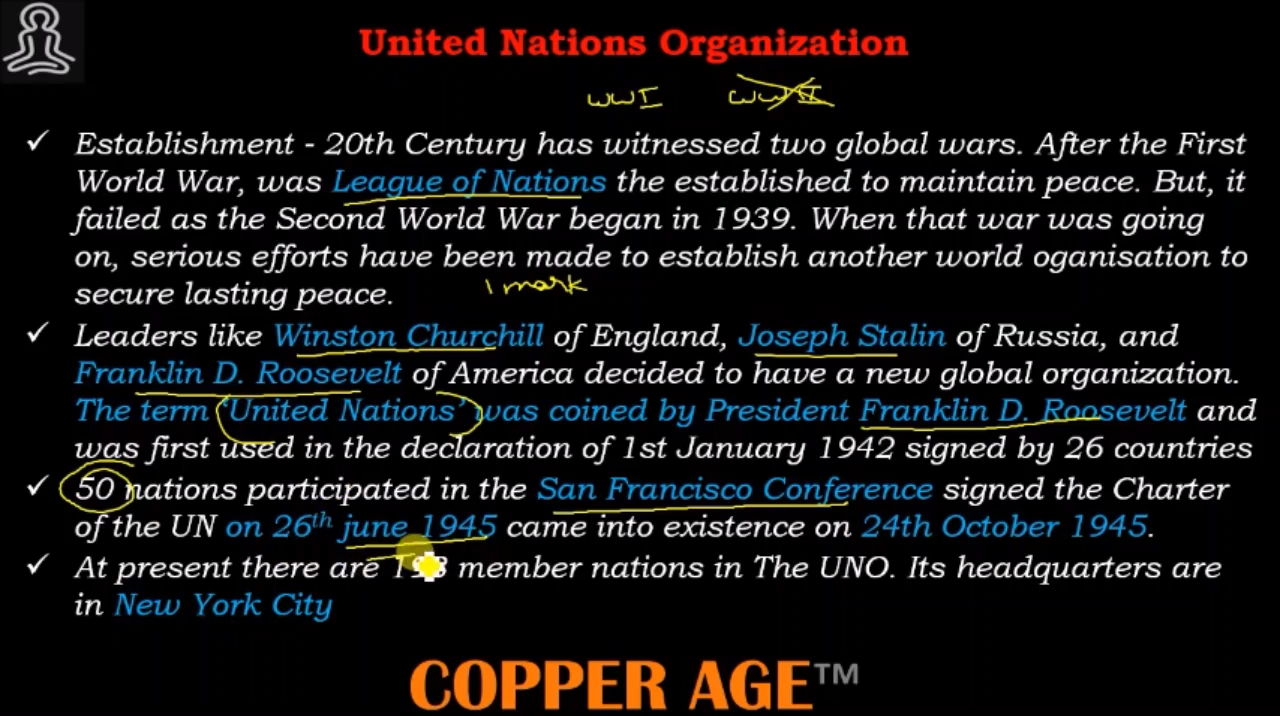 United Nations Organization
WWI WWII
✓ Establishment - 20th Century has witnessed two global wars. After the First
World War, was League of Nations the established to maintain peace. But, it
failed as the Second World War began in 1939. When that war was going
on, serious efforts have been made to establish another world oganisation to
secure lasting peace.
1 mark
✓ Leaders like Winston Churchill of England, Joseph Stalin of Russia, and
Franklin D. Roosevelt of America decided to have a new global organization.
The term ‘United Nations’ was coined by President Franklin D. Roosevelt and
was first used in the declaration of 1st January 1942 signed by 26 countries
✓ 50 nations participated in the San Francisco Conference signed the Charter
of the UN on 26th june 1945 came into existence on 24th October 1945.
✓ At present there are member nations in The UNO. Its headquarters are
in New York City
COPPER AGE™